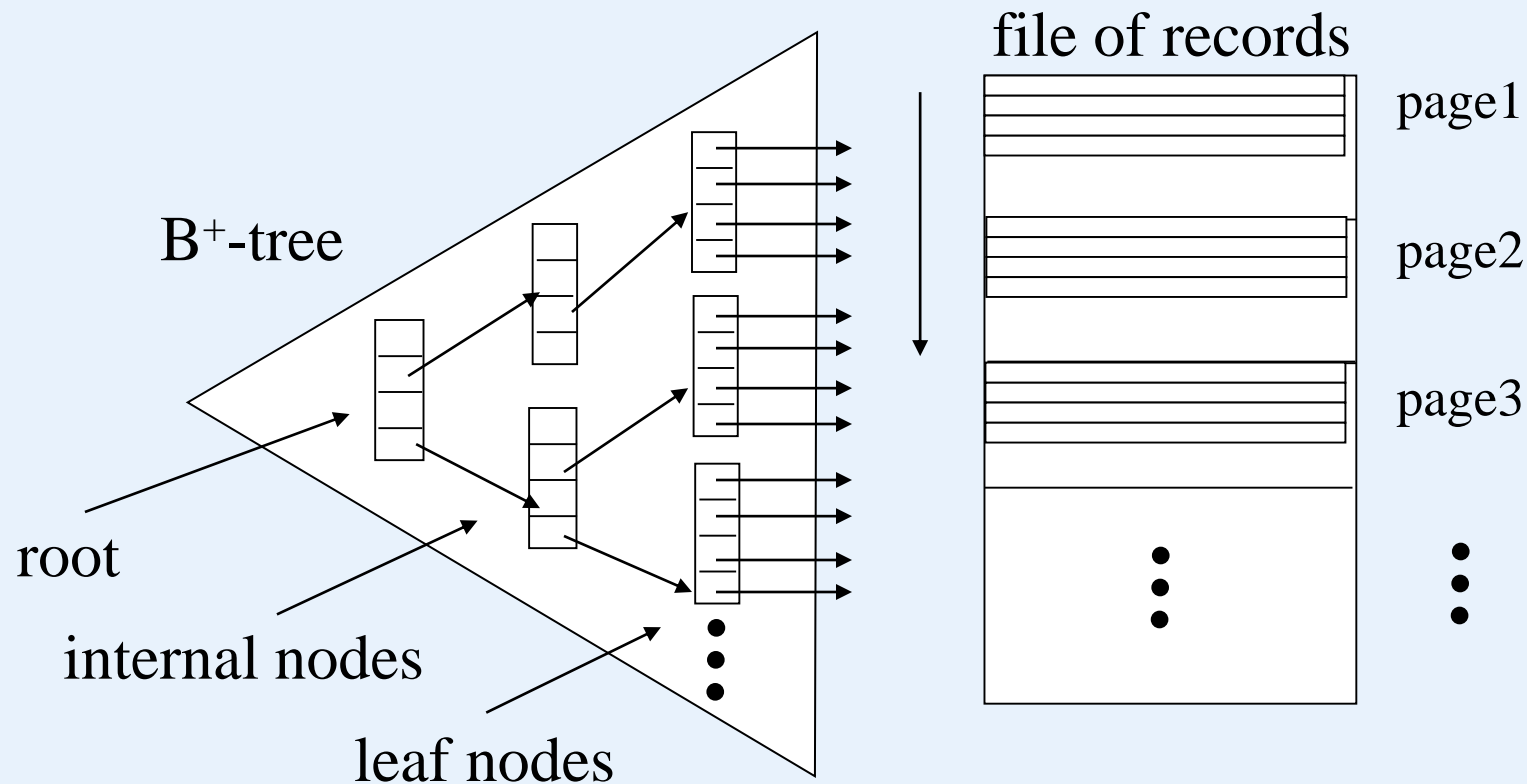 file of records
page1
B⁺-tree
page2
page3
root
internal nodes
leaf nodes